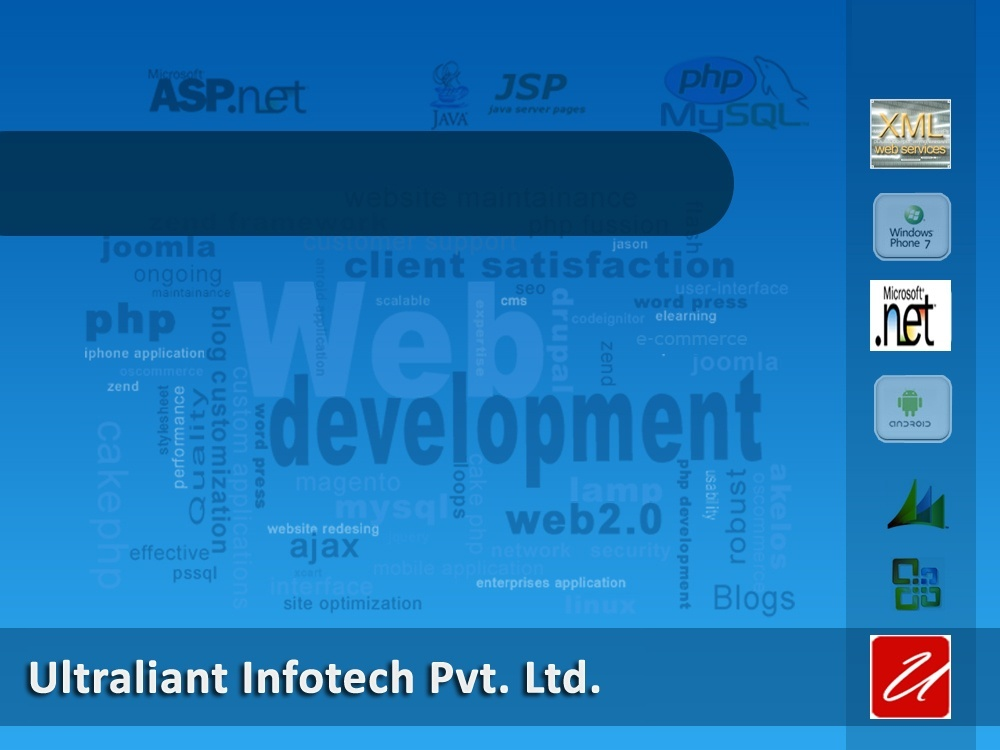 Microsoft
ASP.net
JAVA
JSP
java server pages
php
MySQL
XML
web services
website maintainance
zend framework
php fussion
flash
customer support
jason
joomla
client satisfaction
ongoing
maintainance
seo
user-interface
scalable
cms
word press
php
blog customization
android application
Web
expertise
drupal
codeignitor
elearning
zend
e-commerce
iphone application
oscommerce
joomla
zend
development
stylesheet
performance
Quality
custom applications
word press
cakephp
magento
mysql
loops
cake php
lamp
php development
usability
robust
akelos
web2.0
website redesing
ajax
effective
network security
pssql
mobile application
interface
enterprises application
site optimization
linux
Blogs
Windows
Phone 7
Microsoft
.net
ANDROID
Ultraliant Infotech Pvt. Ltd.
U